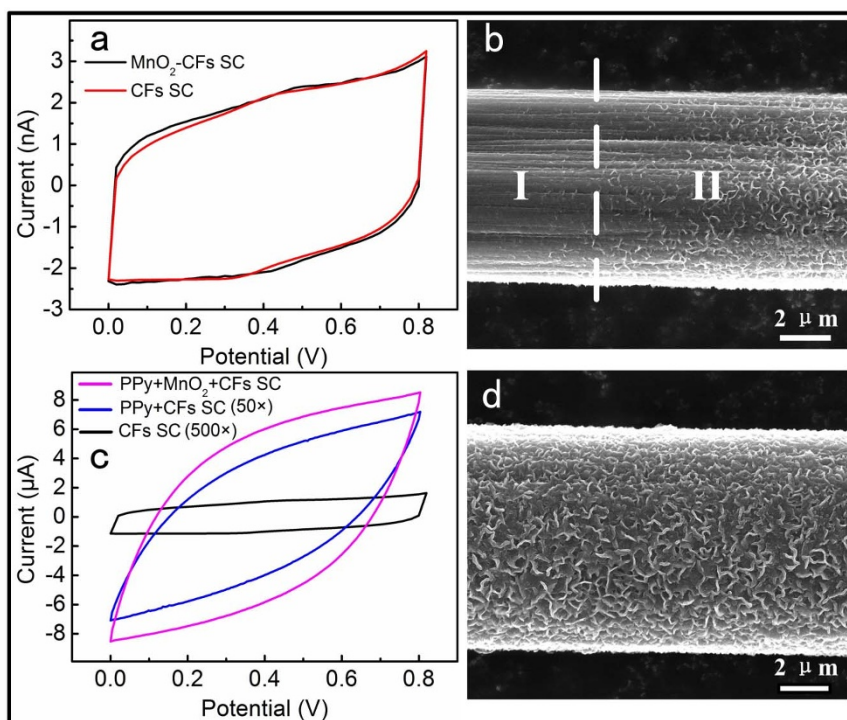 a
MnO₂-CFs SC
CFs SC
3
2
1
0
-1
-2
-3
Current (nA)
0.0 0.2 0.4 0.6 0.8
Potential (V)
b
I II
2 μm
PPy+MnO₂+CFs SC
PPy+CFs SC (50×)
CFs SC (500×)
c
8
6
4
2
0
-2
-4
-6
-8
Current (μA)
0.0 0.2 0.4 0.6 0.8
Potential (V)
d
2 μm